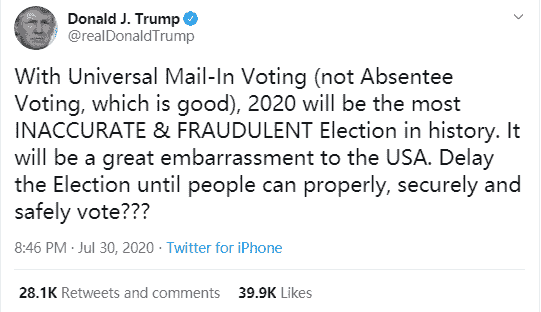 Donald J. Trump
@realDonaldTrump
With Universal Mail-In Voting (not Absentee
Voting, which is good), 2020 will be the most
INACCURATE & FRAUDULENT Election in history. It
will be a great embarrassment to the USA. Delay
the Election until people can properly, securely and
safely vote???
8:46 PM · Jul 30, 2020 · Twitter for iPhone
28.1K Retweets and comments 39.9K Likes